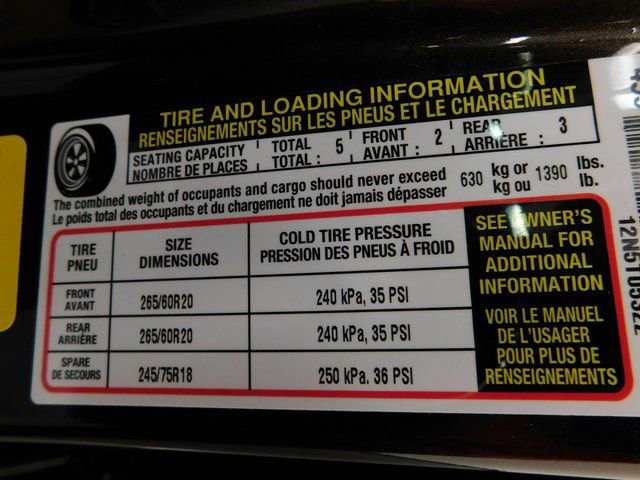 TIRE AND LOADING INFORMATION
RENSEIGNEMENTS SUR LES PNEUS ET LE CHARGEMENT
SEATING CAPACITY TOTAL 5 FRONT 2 REAR 3
NOMBRE DE PLACES TOTAL : AVANT : ARRIÈRE :
The combined weight of occupants and cargo should never exceed 630 kg or 1390 lbs.
Le poids total des occupants et du chargement ne doit jamais dépasser kg ou lb.
TIRE SIZE COLD TIRE PRESSURE
PNEU DIMENSIONS PRESSION DES PNEUS À FROID
FRONT
AVANT 265/60R20 240 kPa, 35 PSI
REAR
ARRIÈRE 265/60R20 240 kPa, 35 PSI
SPARE
DE SECOURS 245/75R18 250 kPa. 36 PSI
SEE OWNER'S
MANUAL FOR
ADDITIONAL
INFORMATION
VOIR LE MANUEL
DE L'USAGER
POUR PLUS DE
RENSEIGNEMENTS